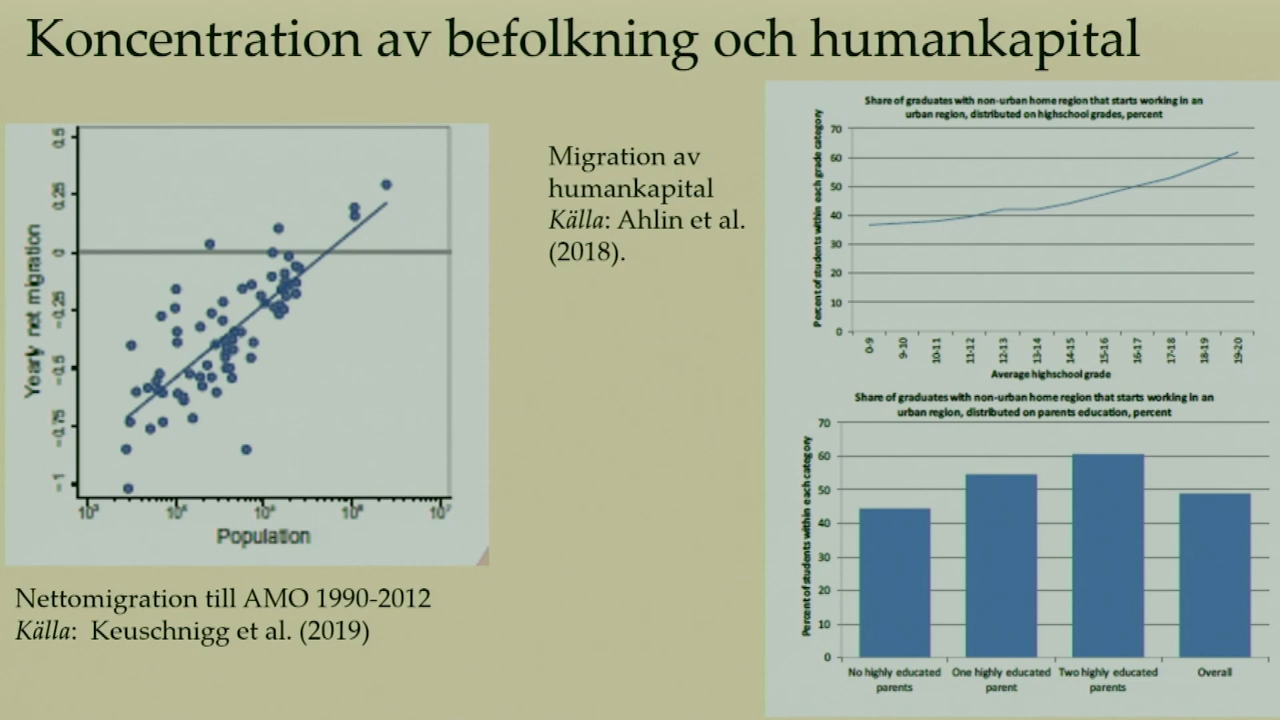 Koncentration av befolkning och humankapital
Yearly net migration
0.5
0.25
0
-0.25
-0.5
-0.75
-1
Population
Nettomigration till AMO 1990-2012
Källa: Keuschnigg et al. (2019)
Migration av
humankapital
Källa: Ahlin et al.
(2018).
Share of graduates with non-urban home region that starts working in an
urban region, distributed on highschool grades, percent
Percent of students within each grade category
70
60
50
40
30
20
10
0
0-9
9-10
10-11
11-12
12-13
13-14
14-15
15-16
16-17
17-18
18-19
19-20
Average highschool grade
Share of graduates with non-urban home region that starts working in an
urban region, distributed on parents education, percent
Percent of students within each category
70
60
50
40
30
20
10
0
No highly educated
parents
One highly educated
parent
Two highly educated
parents
Overall